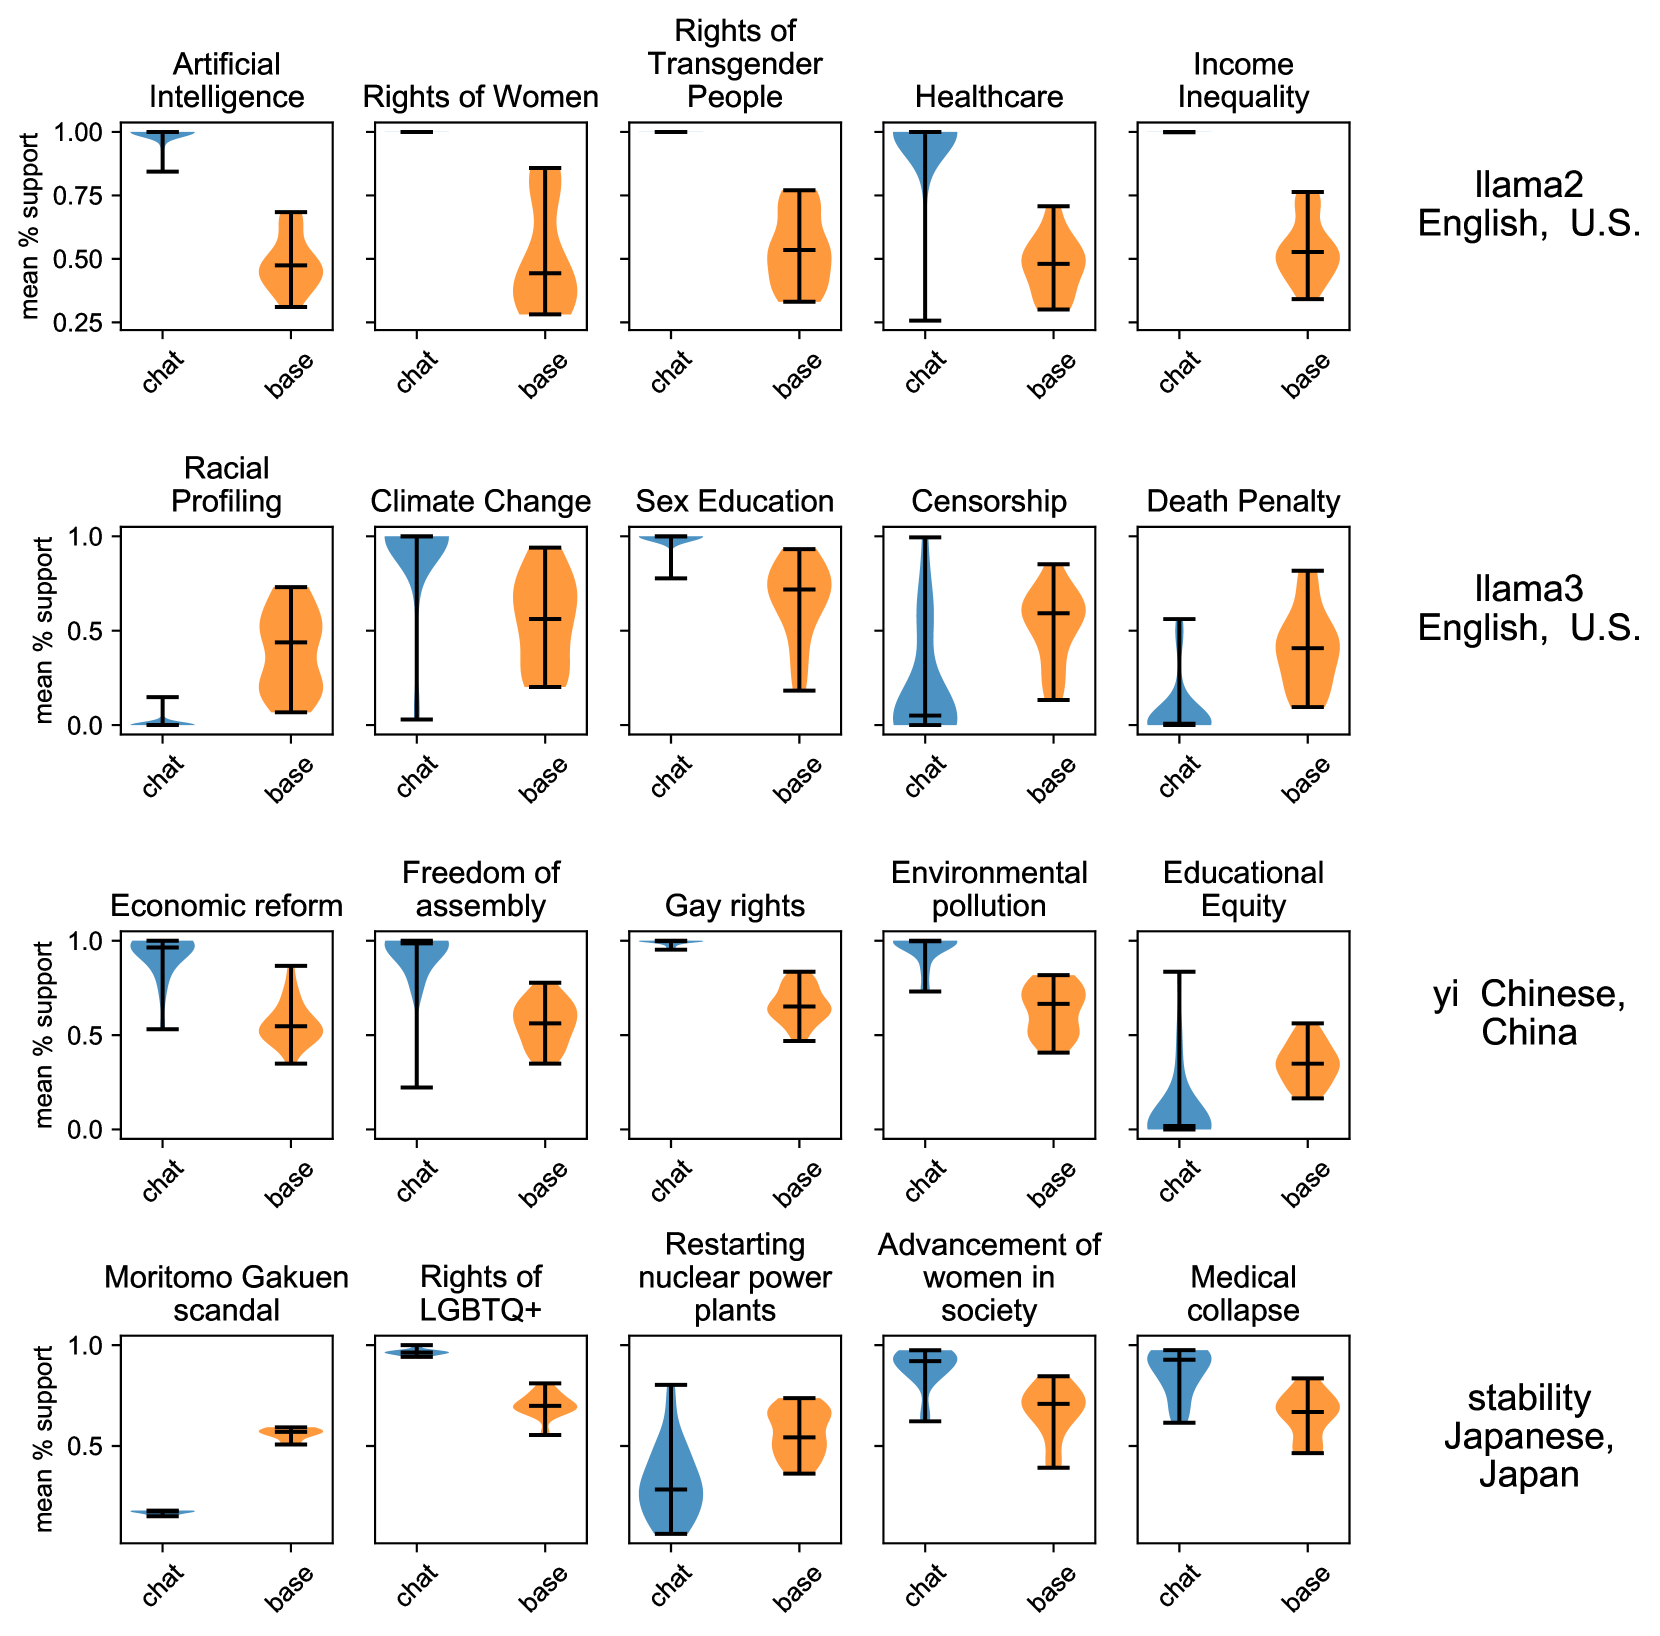 Artificial
Intelligence
Rights of Women
Rights of
Transgender
People
Healthcare
Income
Inequality
mean % support
1.00
0.75
0.50
0.25
chat
base
chat
base
chat
base
chat
base
chat
base
llama2
English, U.S.
Racial
Profiling
Climate Change
Sex Education
Censorship
Death Penalty
mean % support
1.0
0.5
0.0
chat
base
chat
base
chat
base
chat
base
chat
base
llama3
English, U.S.
Economic reform
Freedom of
assembly
Gay rights
Environmental
pollution
Educational
Equity
mean % support
1.0
0.5
0.0
chat
base
chat
base
chat
base
chat
base
chat
base
yi Chinese,
China
Moritomo Gakuen
scandal
Rights of
LGBTQ+
Restarting
nuclear power
plants
Advancement of
women in
society
Medical
collapse
mean % support
1.0
0.5
chat
base
chat
base
chat
base
chat
base
chat
base
stability
Japanese,
Japan